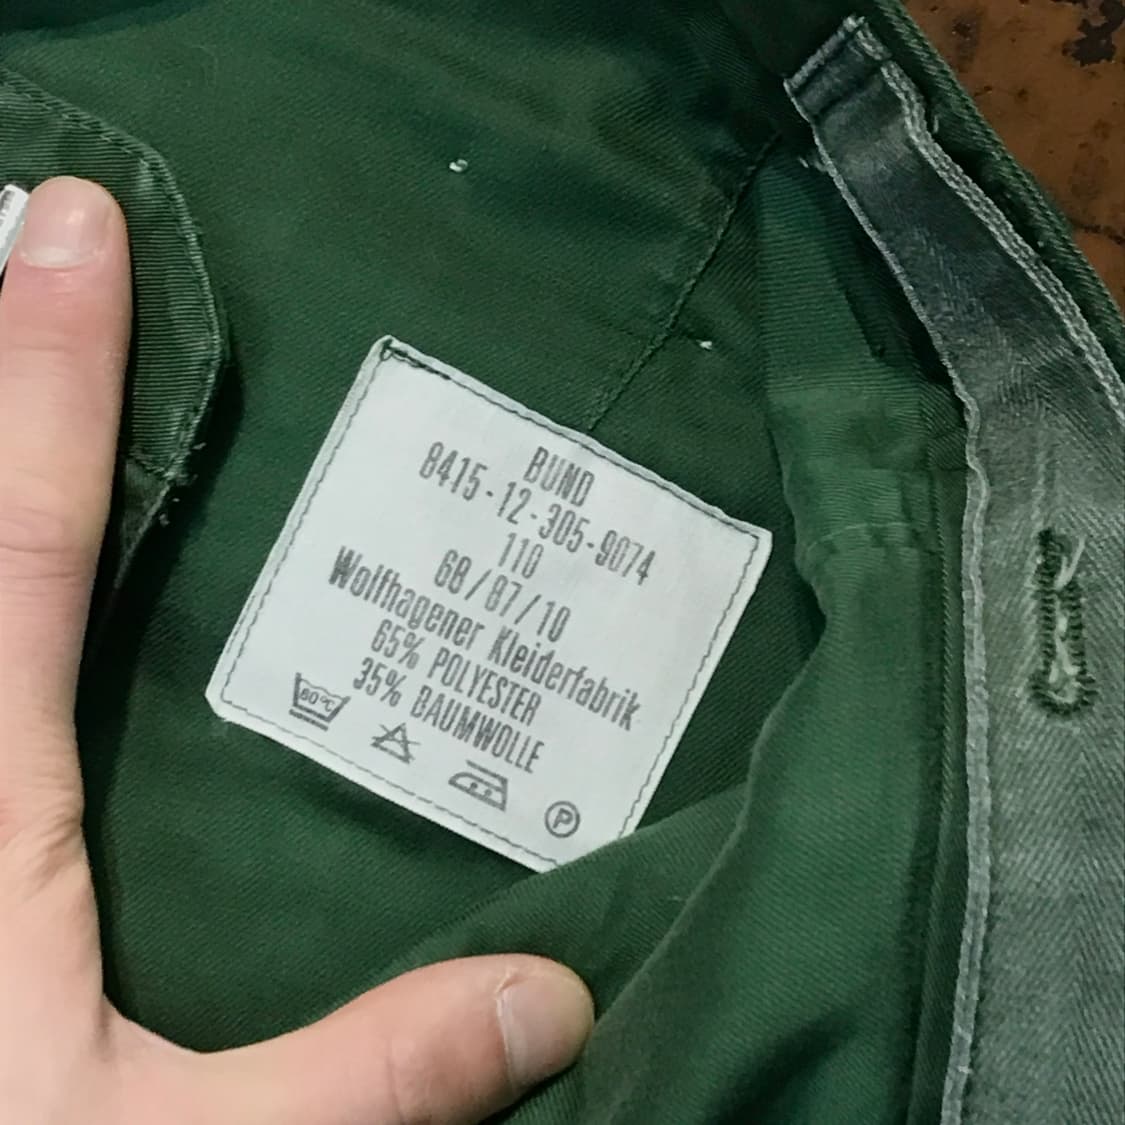 BUND
8415-12-305-9074
110
68/87/10
Wolfhagener Kleiderfabrik
65% POLYESTER
35% BAUMWOLLE
60°C
P